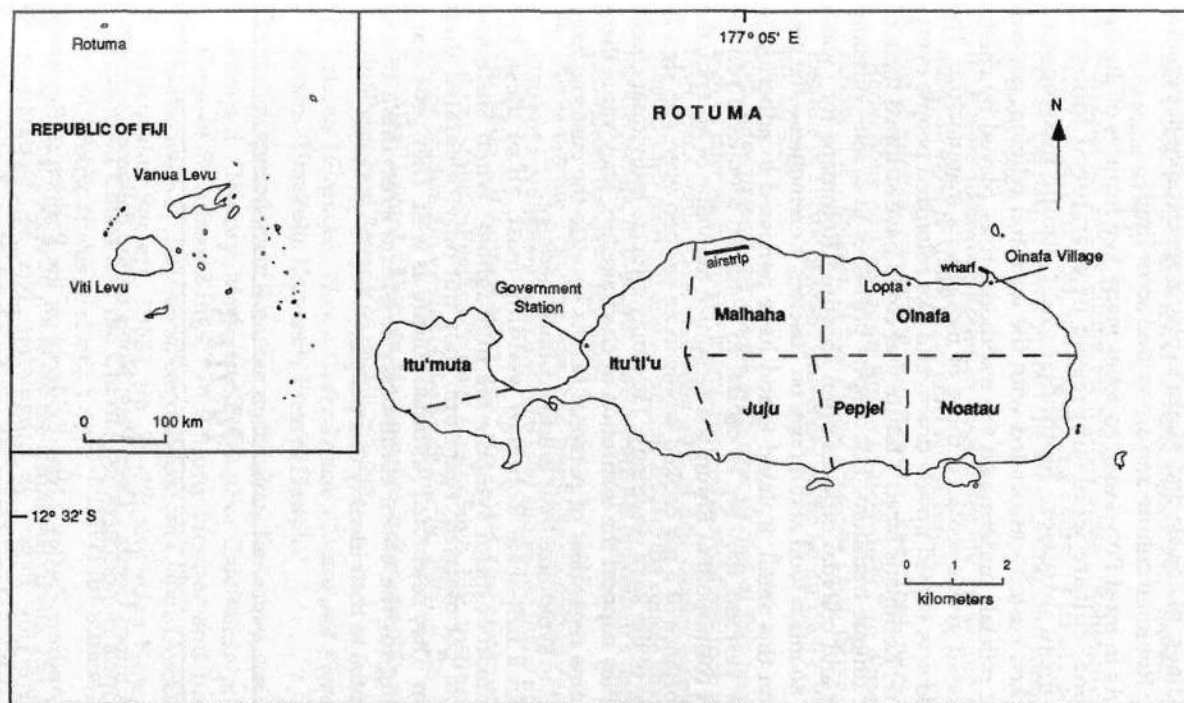 177° 05' E
Rotuma
ROTUMA
N
REPUBLIC OF FIJI
Vanua Levu
Viti Levu
0 100 km
Government
Station
airstrip
wharf
Oinafa Village
Lopta
Malhaha
Oinafa
Itu'muta
Itu'ti'u
Juju
Pepjei
Noatau
12° 32' S
0 1 2
kilometers